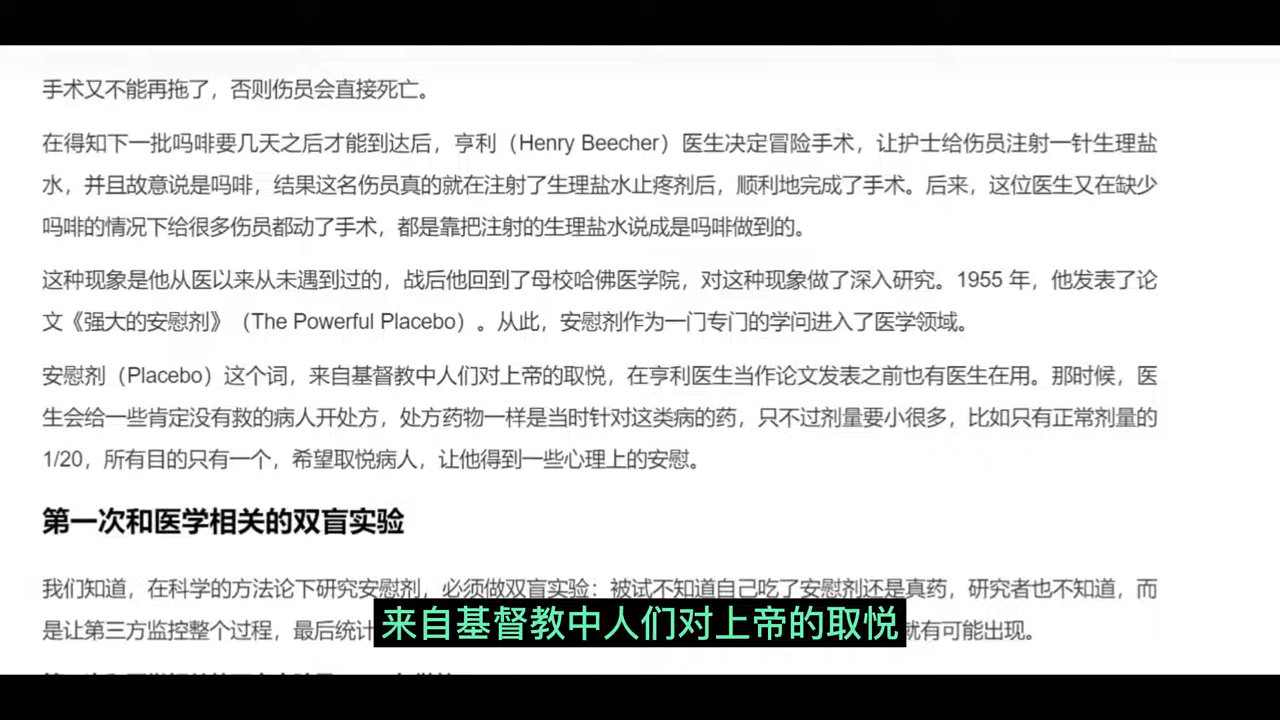 手术又不能再拖了，否则伤员会直接死亡。
在得知下一批吗啡要几天之后才能到达后，亨利（Henry Beecher）医生决定冒险手术，让护士给伤员注射一针生理盐
水，并且故意说是吗啡，结果这名伤员真的就在注射了生理盐水止疼剂后，顺利地完成了手术。后来，这位医生又在缺少
吗啡的情况下给很多伤员都动了手术，都是靠把注射的生理盐水说成是吗啡做到的。
这种现象是他从医以来从未遇到过的，战后他回到了母校哈佛医学院，对这种现象做了深入研究。1955 年，他发表了论
文《强大的安慰剂》（The Powerful Placebo）。从此，安慰剂作为一门专门的学问进入了医学领域。
安慰剂（Placebo）这个词，来自基督教中人们对上帝的取悦，在亨利医生当作论文发表之前也有医生在用。那时候，医
生会给一些肯定没有救的病人开处方，处方药物一样是当时针对这类病的药，只不过剂量要小很多，比如只有正常剂量的
1/20，所有目的只有一个，希望取悦病人，让他得到一些心理上的安慰。
第一次和医学相关的双盲实验
我们知道，在科学的方法论下研究安慰剂，必须做双盲实验：被试不知道自己吃了安慰剂还是真药，研究者也不知道，而
是让第三方监控整个过程，最后统计
就有可能出现。
来自基督教中人们对上帝的取悦